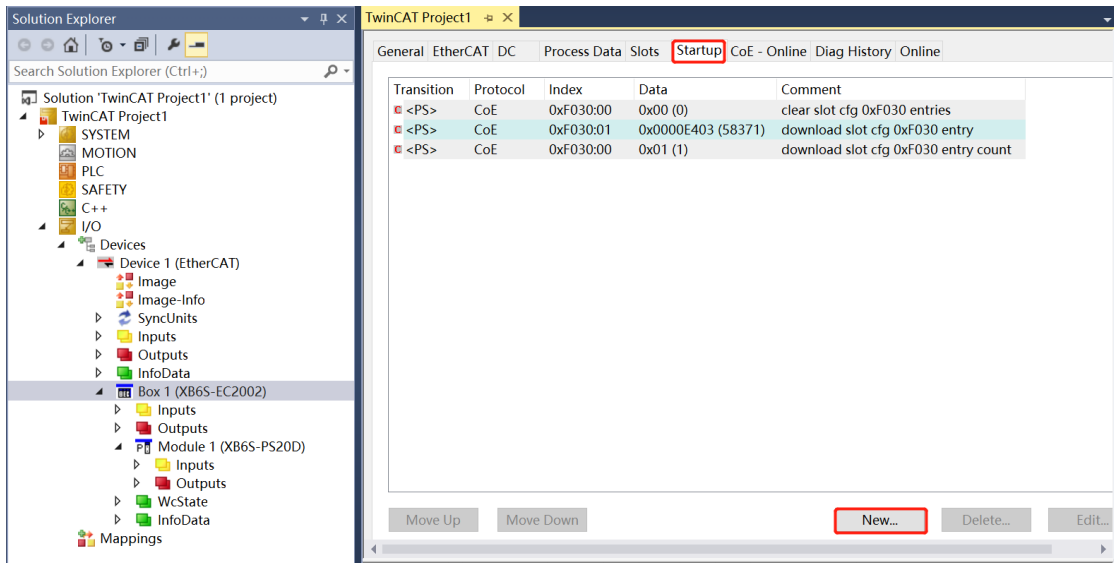 Solution Explorer
Search Solution Explorer (Ctrl+;)
Solution 'TwinCAT Project1' (1 project)
TwinCAT Project1
SYSTEM
MOTION
PLC
SAFETY
C++
I/O
Devices
Device 1 (EtherCAT)
Image
Image-Info
SyncUnits
Inputs
Outputs
InfoData
Box 1 (XB6S-EC2002)
Inputs
Outputs
Module 1 (XB6S-PS20D)
Inputs
Outputs
WcState
InfoData
Mappings
TwinCAT Project1
General EtherCAT DC Process Data Slots Startup CoE - Online Diag History Online
Transition Protocol Index Data Comment
C <PS> CoE 0xF030:00 0x00 (0) clear slot cfg 0xF030 entries
C <PS> CoE 0xF030:01 0x0000E403 (58371) download slot cfg 0xF030 entry
C <PS> CoE 0xF030:00 0x01 (1) download slot cfg 0xF030 entry count
Move Up Move Down New... Delete... Edit...